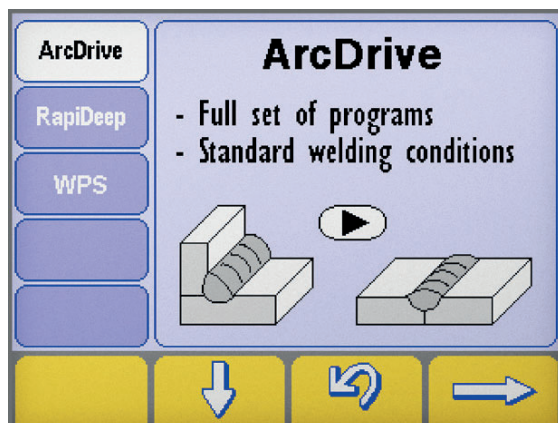 ArcDrive
RapiDeep
WPS
ArcDrive
- Full set of programs
- Standard welding conditions